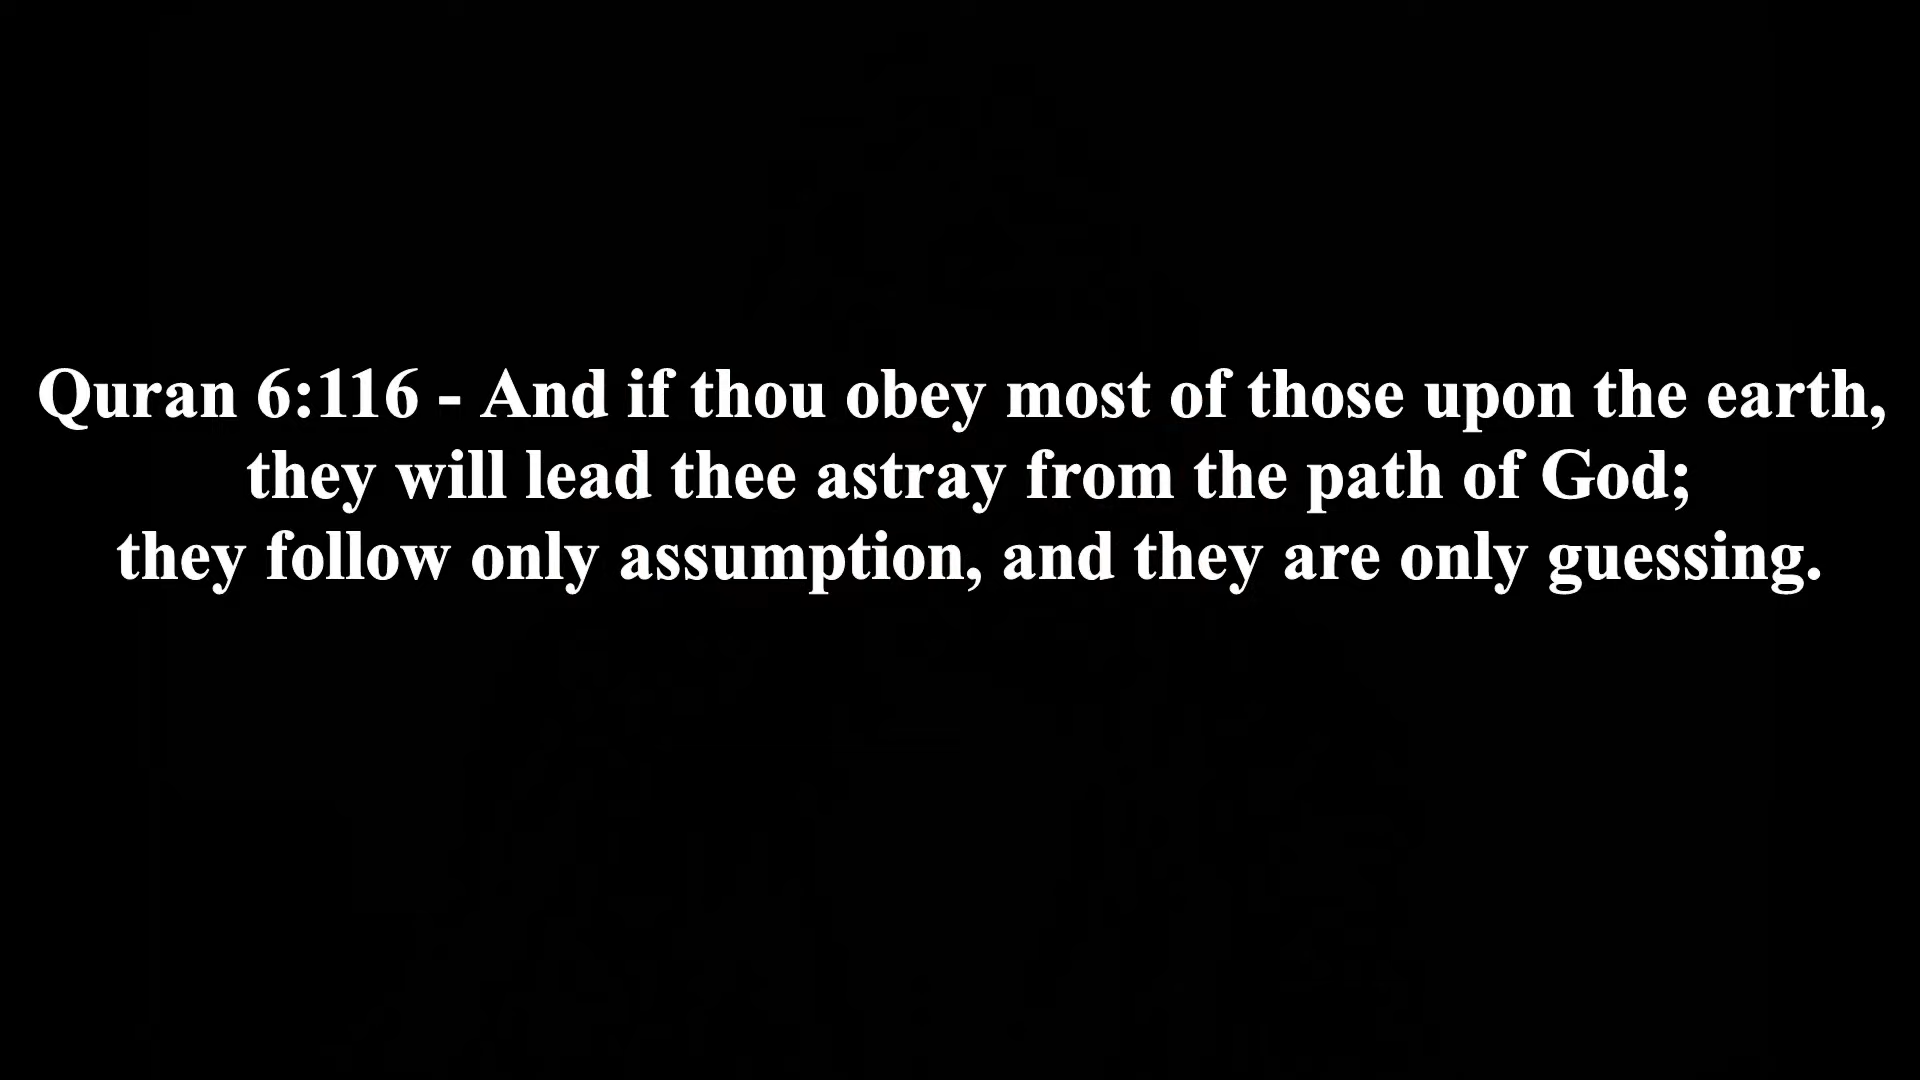 Quran 6:116 - And if thou obey most of those upon the earth,
they will lead thee astray from the path of God;
they follow only assumption, and they are only guessing.